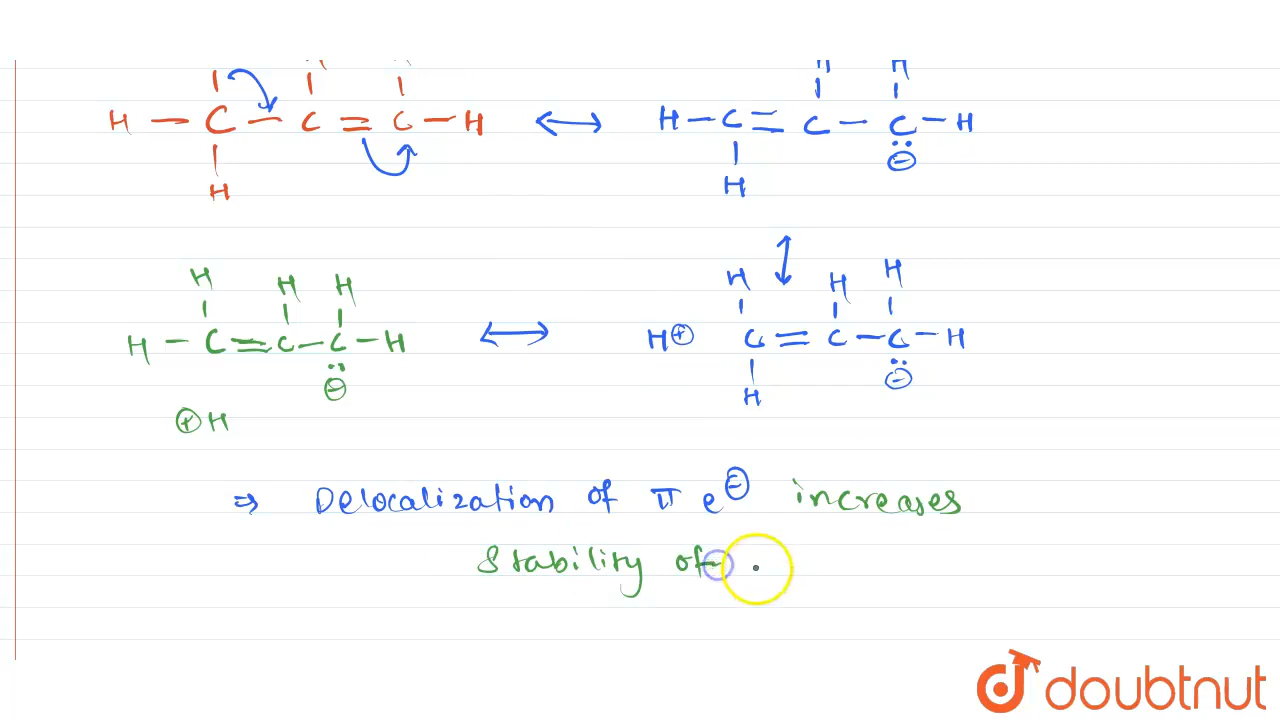 H H
H — C — C = C — H ↔ H — C = C — C — H
⊖
H H
H H H H H H
H — C = C — C — H ↔ H⊕ C = C — C — H
⊖ ⊖
H
⊕H
⇒ Delocalization of π e⊖ increases
Stability of
doubtnut